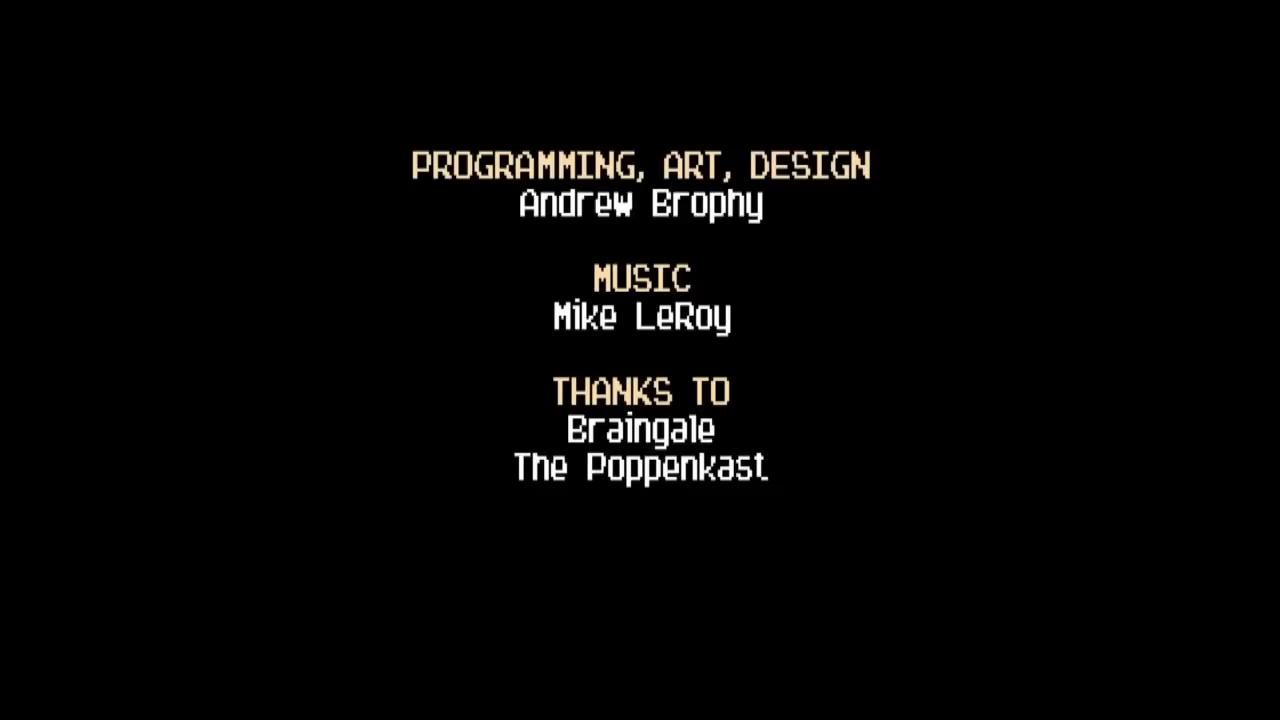 PROGRAMMING, ART, DESIGN
Andrew Brophy
MUSIC
Mike LeRoy
THANKS TO
Braingale
The Poppenkast